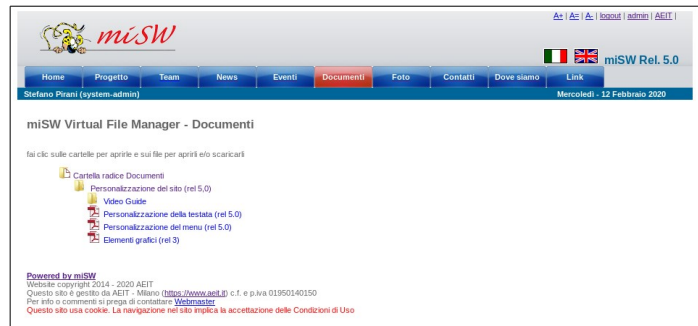 A+ | A= | A- | logout | admin | AEIT |
miSW
miSW Rel. 5.0
Home Progetto Team News Eventi Documenti Foto Contatti Dove siamo Link
Stefano Pirani (system-admin) Mercoledì - 12 Febbraio 2020
miSW Virtual File Manager - Documenti
fai clic sulle cartelle per aprirle e sui file per aprirli e/o scaricarli
Cartella radice Documenti
Personalizzazione del sito (rel 5,0)
Video Guide
Personalizzazione della testata (rel 5.0)
Personalizzazione del menu (rel 5.0)
Elementi grafici (rel 3)
Powered by miSW
Website copyright 2014 - 2020 AEIT
Questo sito è gestito da AEIT - Milano (https://www.aeit.it) c.f. e p.iva 01950140150
Per info o commenti si prega di contattare Webmaster
Questo sito usa cookie. La navigazione nel sito implica la accettazione delle Condizioni di Uso